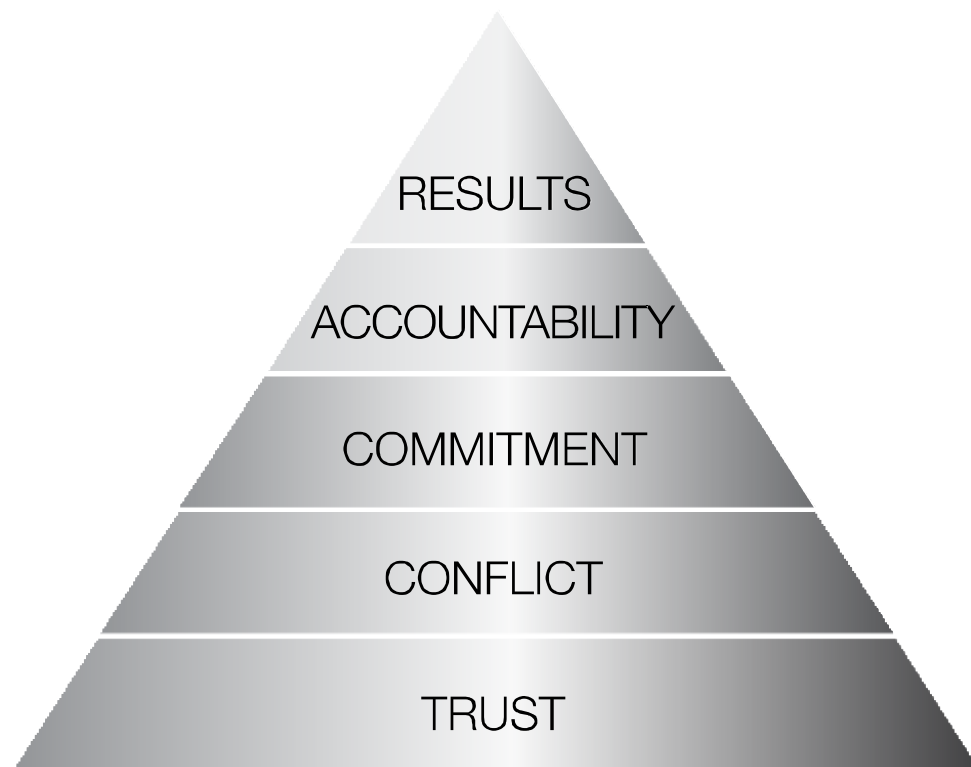 RESULTS
ACCOUNTABILITY
COMMITMENT
CONFLICT
TRUST